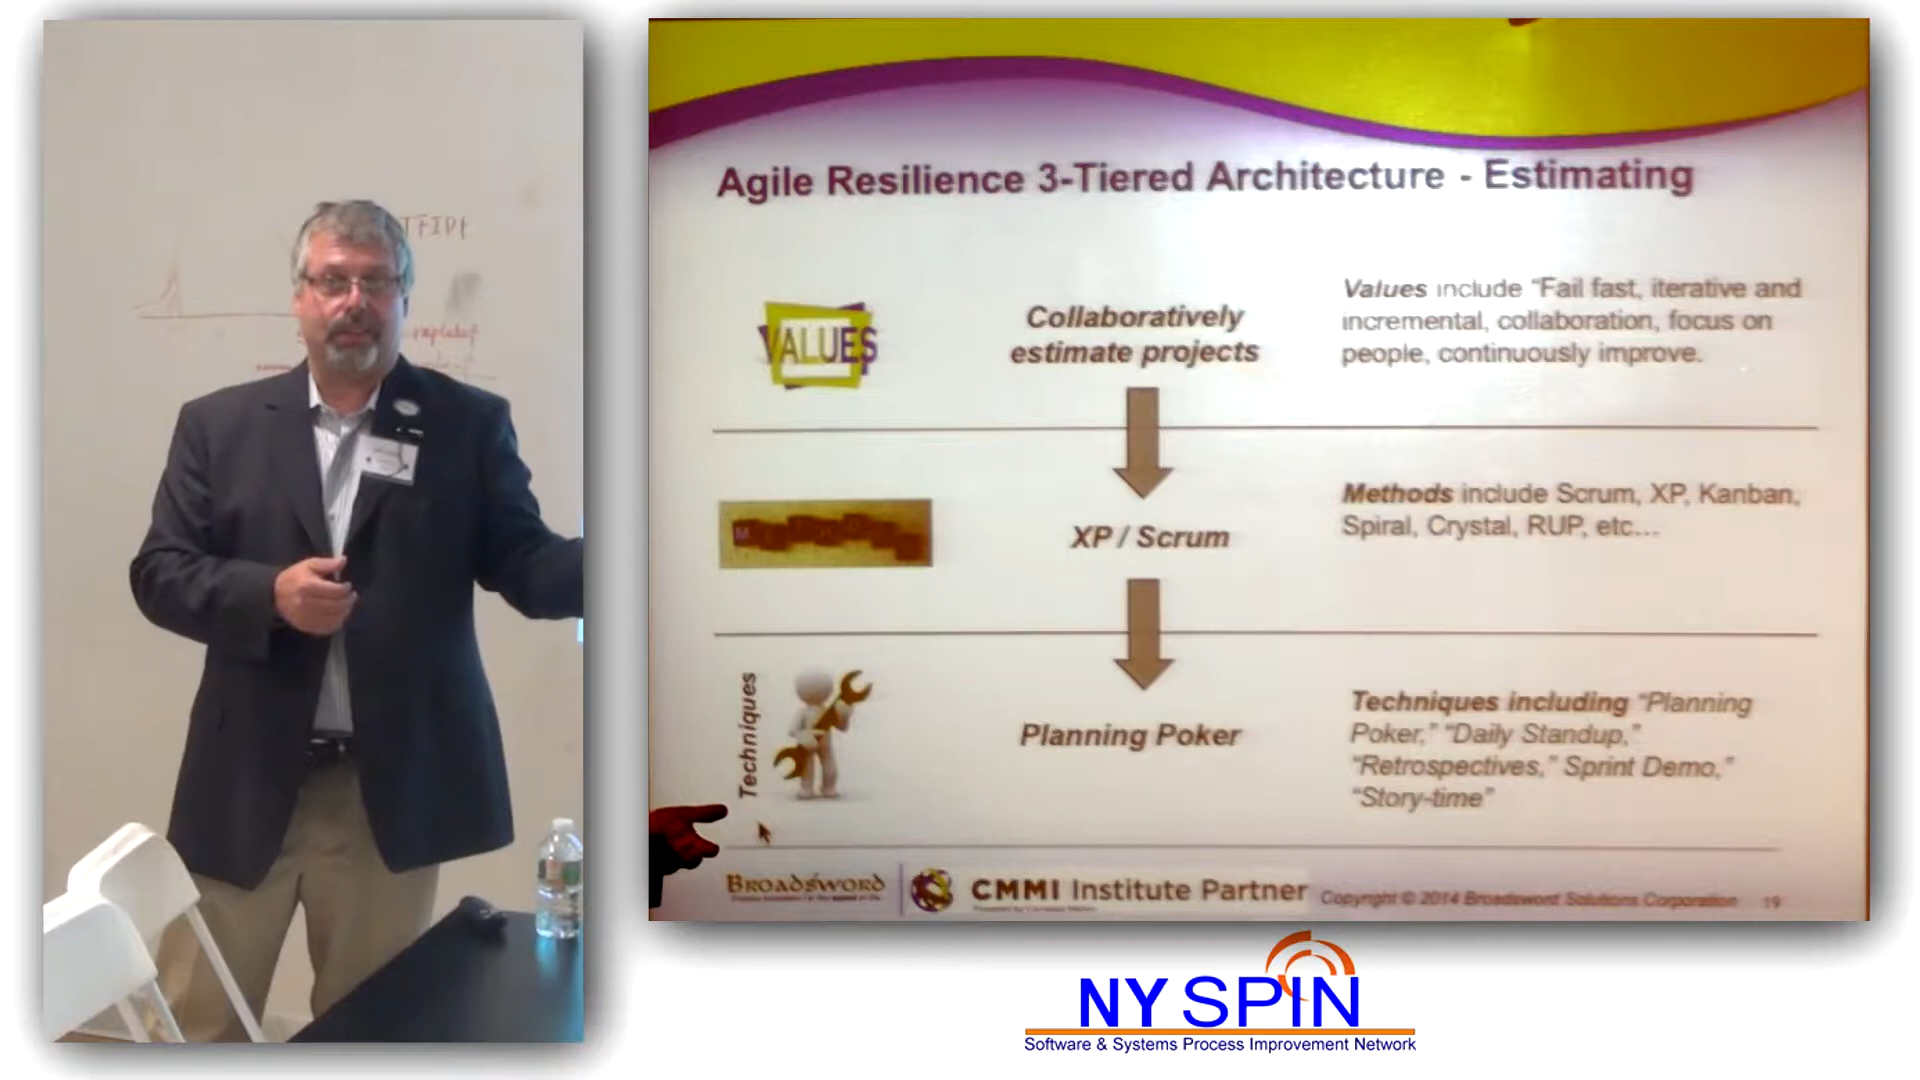 Agile Resilience 3-Tiered Architecture - Estimating
VALUES
Collaboratively
estimate projects
Values include “Fail fast, iterative and
incremental, collaboration, focus on
people, continuously improve.
XP / Scrum
Methods include Scrum, XP, Kanban,
Spiral, Crystal, RUP, etc...
Techniques
Planning Poker
Techniques including “Planning
Poker,” “Daily Standup,”
“Retrospectives,” Sprint Demo,”
“Story-time”
BROADSWORD
CMMI Institute Partner
Copyright © 2014 Broadsword Solutions Corporation
19
NY SPIN
Software & Systems Process Improvement Network